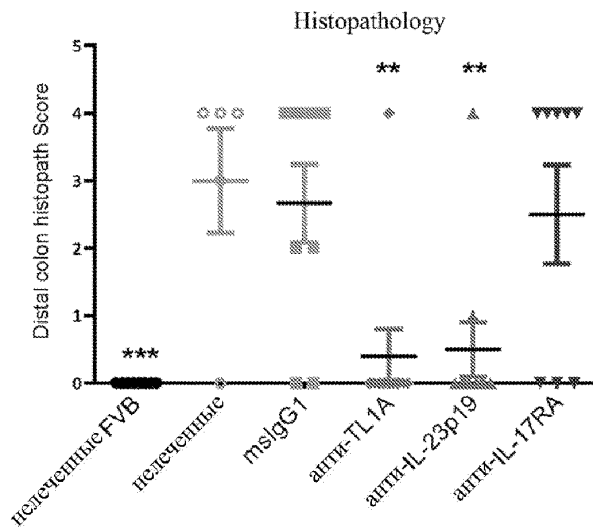 Histopathology
Distal colon histopath Score
5
4
3
2
1
0
***
**
**
нелеченные FVB
нелеченные
msIgG1
анти-TL1A
анти-IL-23p19
анти-IL-17RA